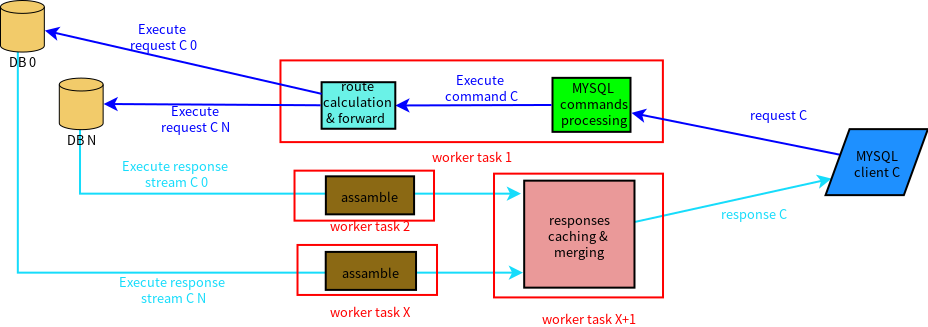 Execute
request C 0
DB 0
route
calculation
& forward
Execute
command C
MYSQL
commands
processing
request C
Execute
request C N
DB N
worker task 1
MYSQL
client C
Execute response
stream C 0
assamble
worker task 2
responses
caching &
merging
response C
assamble
Execute response
stream C N
worker task X
worker task X+1